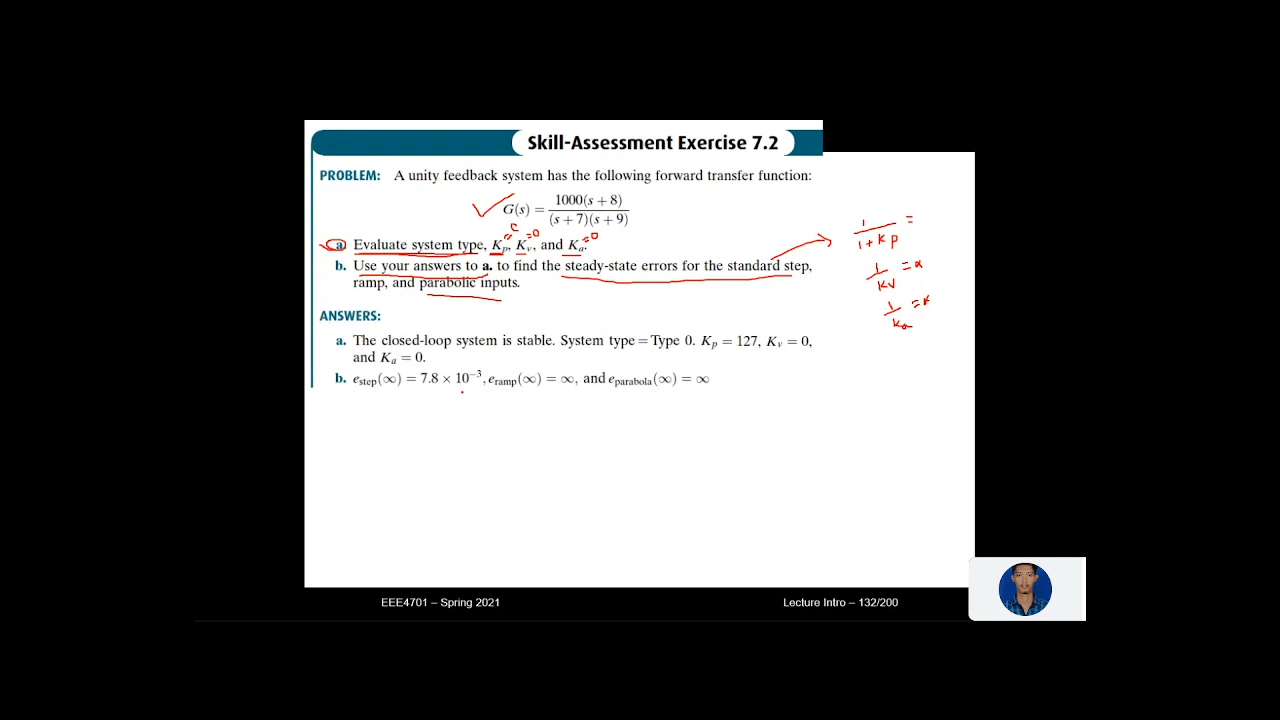 Skill-Assessment Exercise 7.2
PROBLEM: A unity feedback system has the following forward transfer function:
G(s) = 1000(s + 8) / (s + 7)(s + 9)
= C = 0 = 0
a. Evaluate system type, Kp, Kv, and Ka.
b. Use your answers to a. to find the steady-state errors for the standard step,
ramp, and parabolic inputs.
1/(1+Kp) =
1/Kv = ∝
1/Ka = ∝
ANSWERS:
a. The closed-loop system is stable. System type = Type 0. Kp = 127, Kv = 0,
and Ka = 0.
b. estep(∞) = 7.8 × 10⁻³, eramp(∞) = ∞, and eparabola(∞) = ∞
EEE4701 – Spring 2021
Lecture Intro – 132/200